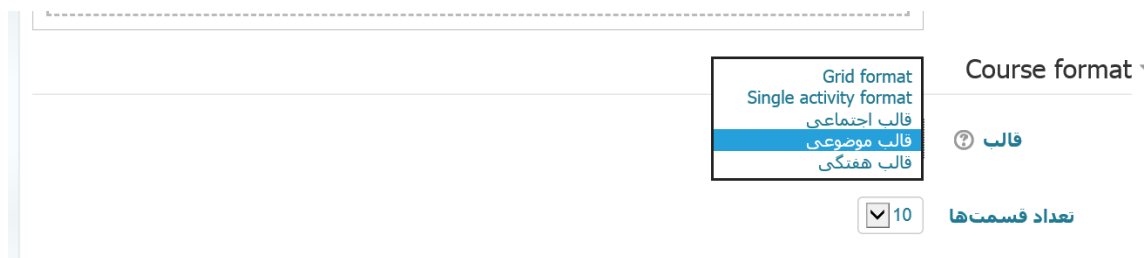 Course format
Grid format
Single activity format
قالب اجتماعی
قالب موضوعی
قالب هفتگی
قالب
تعداد قسمت‌ها
10